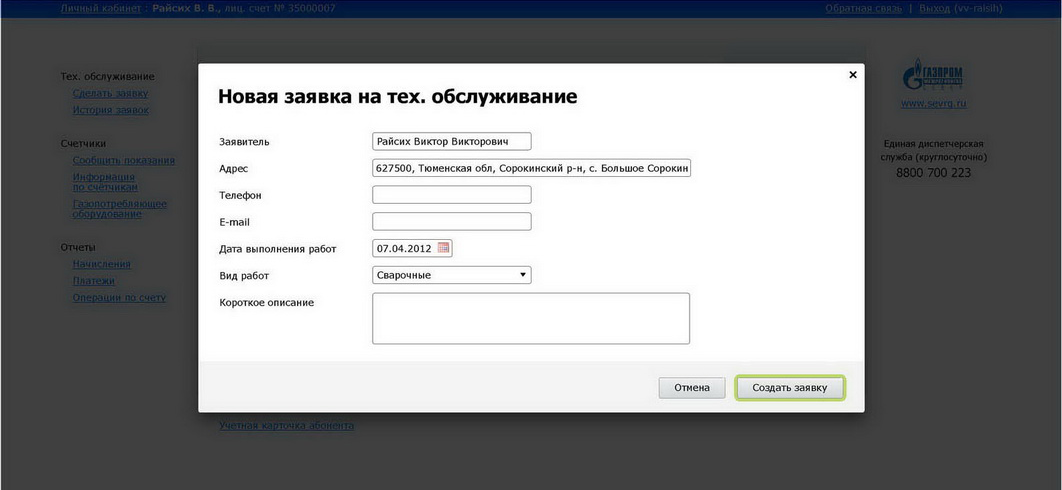 Личный кабинет : Райсих В. В., лиц. счет № 35000007
Обратная связь | Выход (vv-raisih)
Тех. обслуживание
Сделать заявку
История заявок
Счетчики
Сообщить показания
Информация
по счетчикам
Газопотребляющее
оборудование
Отчеты
Начисления
Платежи
Операции по счету
Новая заявка на тех. обслуживание
Заявитель
Райсих Виктор Викторович
Адрес
627500, Тюменская обл, Сорокинский р-н, с. Большое Сорокин
Телефон
E-mail
Дата выполнения работ
07.04.2012
Вид работ
Сварочные
Короткое описание
Отмена
Создать заявку
Учетная карточка абонента
ГАЗПРОМ
СЕВЕР
www.sevrg.ru
Единая диспетчерская
служба (круглосуточно)
8800 700 223